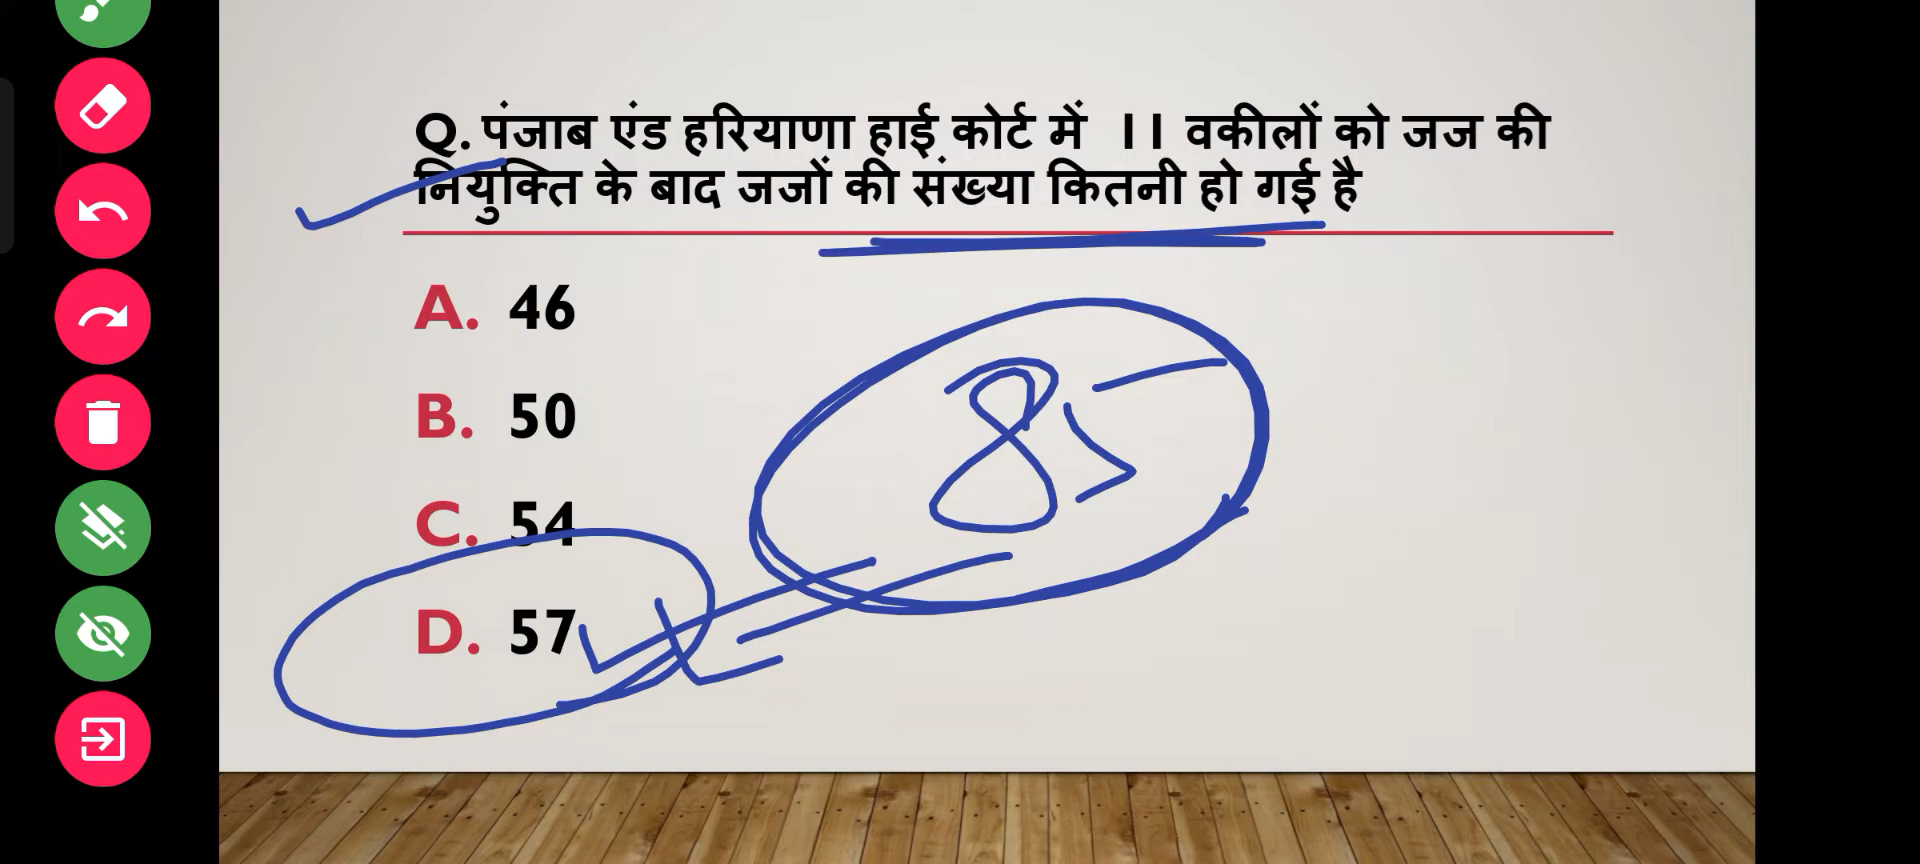 Q. पंजाब एंड हरियाणा हाई कोर्ट में 11 वकीलों को जज की
नियुक्ति के बाद जजों की संख्या कितनी हो गई है
A. 46
B. 50
C. 54
D. 57
85